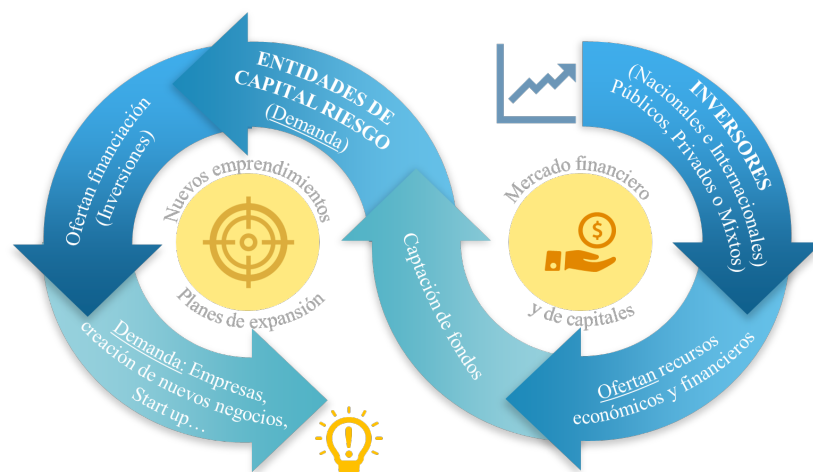 INVERSORES
(Nacionales e Internacionales)
Públicos, Privados o Mixtos)
Ofertan recursos
económicos y financieros
Mercado financiero
$
y de capitales
Captación de fondos
ENTIDADES DE
CAPITAL RIESGO
(Demanda)
Ofertan financiación
(Inversiones)
Nuevos emprendimientos
Planes de expansión
Demanda: Empresas,
creación de nuevos negocios,
Start up…